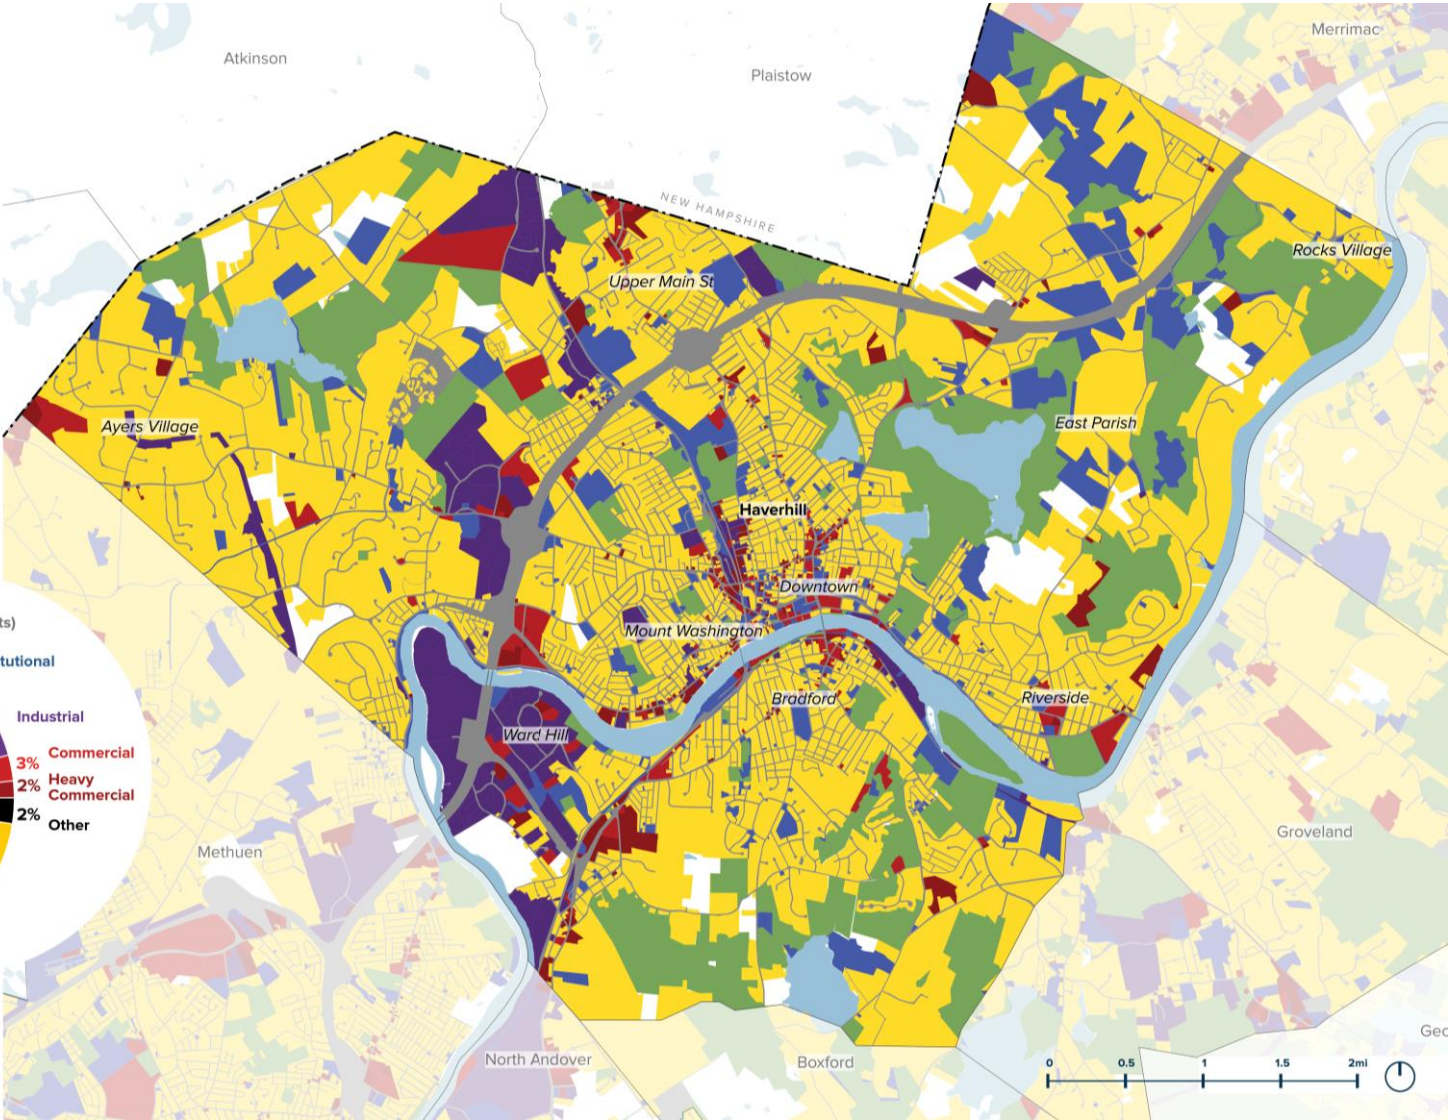 Merrimac
Atkinson
Plaistow
NEW HAMPSHIRE
Rocks Village
Upper Main St
Ayers Village
East Parish
Haverhill
Downtown
Mount Washington
ts)
tutional
Bradford
Riverside
Industrial
Ward Hill
Commercial
3%
Heavy
2%
Commercial
2%
Other
Groveland
Methuen
Geo
North Andover
Boxford
0 0.5 1 1.5 2mi